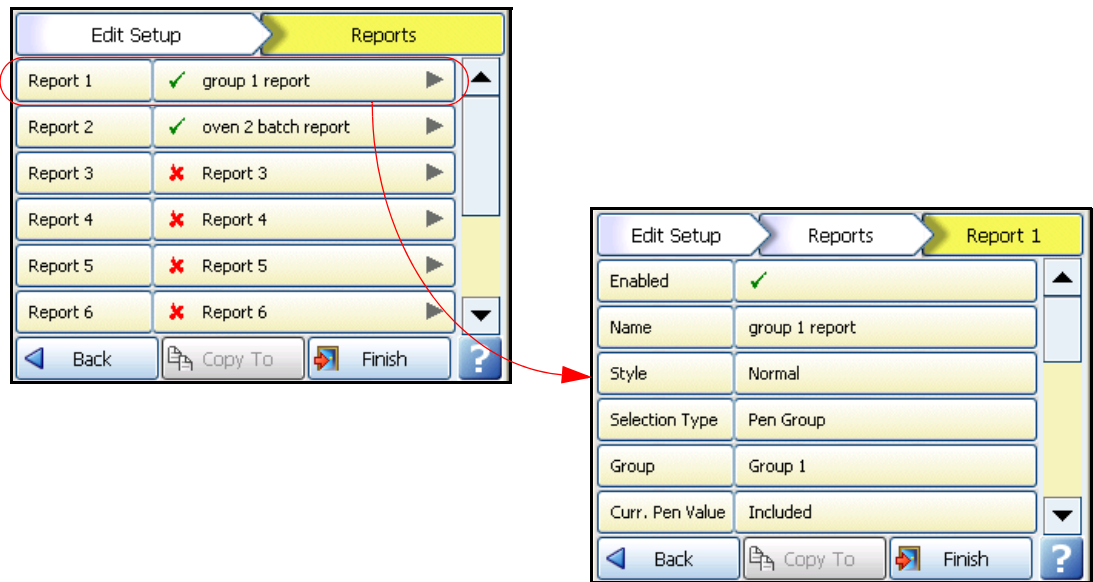 Edit Setup Reports
Report 1 group 1 report
Report 2 oven 2 batch report
Report 3 Report 3
Report 4 Report 4
Report 5 Report 5
Report 6 Report 6
Back Copy To Finish ?
Edit Setup Reports Report 1
Enabled
Name group 1 report
Style Normal
Selection Type Pen Group
Group Group 1
Curr. Pen Value Included
Back Copy To Finish ?